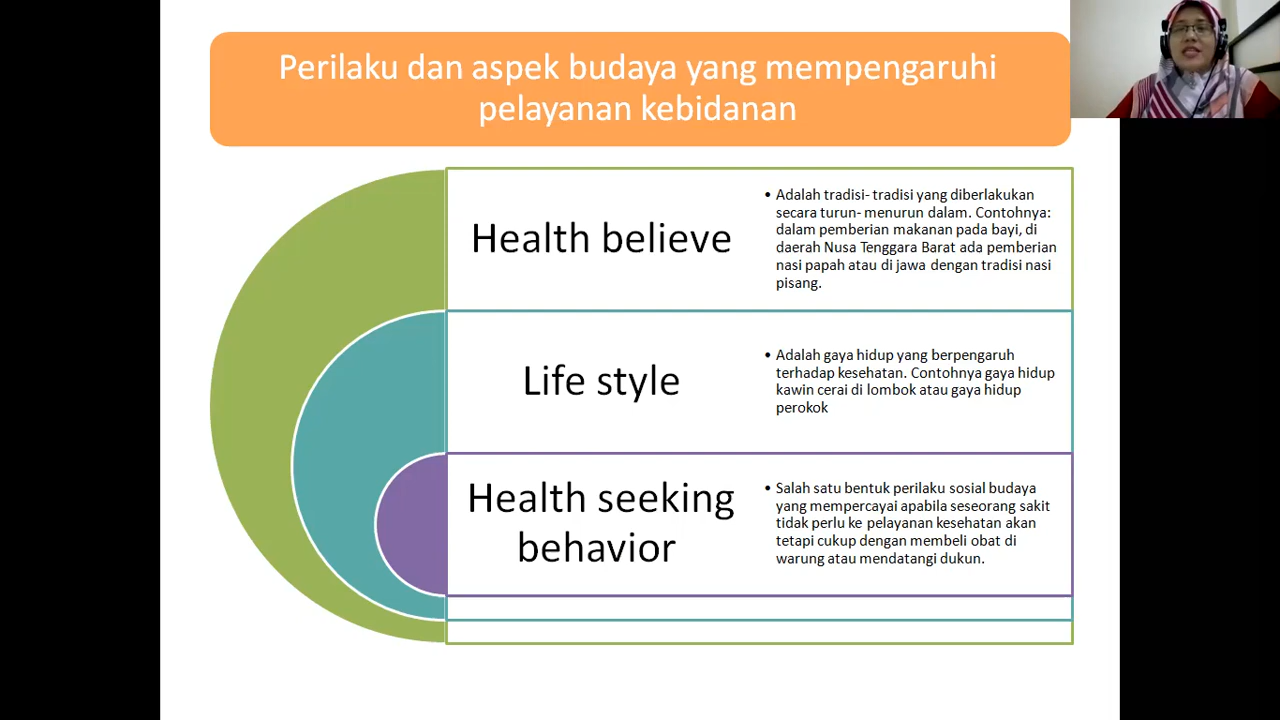 Perilaku dan aspek budaya yang mempengaruhi
pelayanan kebidanan
Health believe
• Adalah tradisi- tradisi yang diberlakukan
secara turun- menurun dalam. Contohnya:
dalam pemberian makanan pada bayi, di
daerah Nusa Tenggara Barat ada pemberian
nasi papah atau di jawa dengan tradisi nasi
pisang.
Life style
• Adalah gaya hidup yang berpengaruh
terhadap kesehatan. Contohnya gaya hidup
kawin cerai di lombok atau gaya hidup
perokok
Health seeking
behavior
• Salah satu bentuk perilaku sosial budaya
yang mempercayai apabila seseorang sakit
tidak perlu ke pelayanan kesehatan akan
tetapi cukup dengan membeli obat di
warung atau mendatangi dukun.